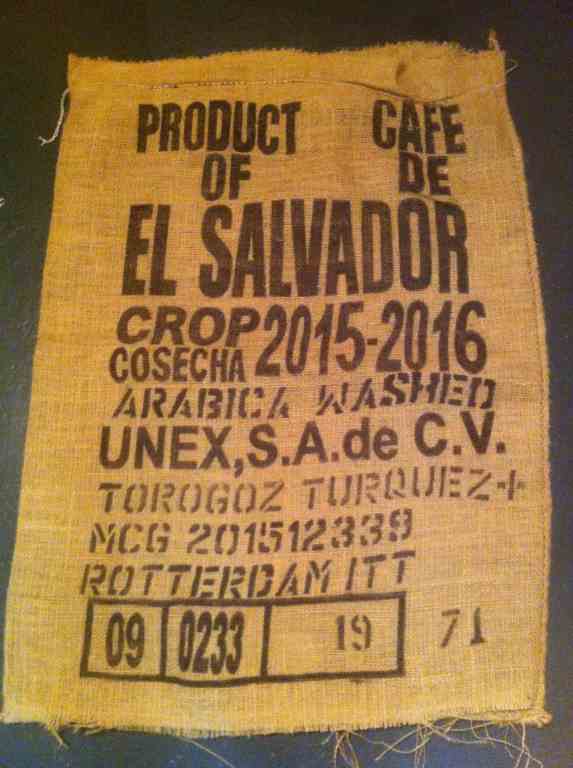 PRODUCT CAFE
OF DE
EL SALVADOR
CROP
COSECHA 2015-2016
ARABICA WASHED
UNEX,S.A.de C.V.
TOROGOZ TURQUEZ-+
MCG 201512339
ROTTERDAM ITT
09 0233 19 71